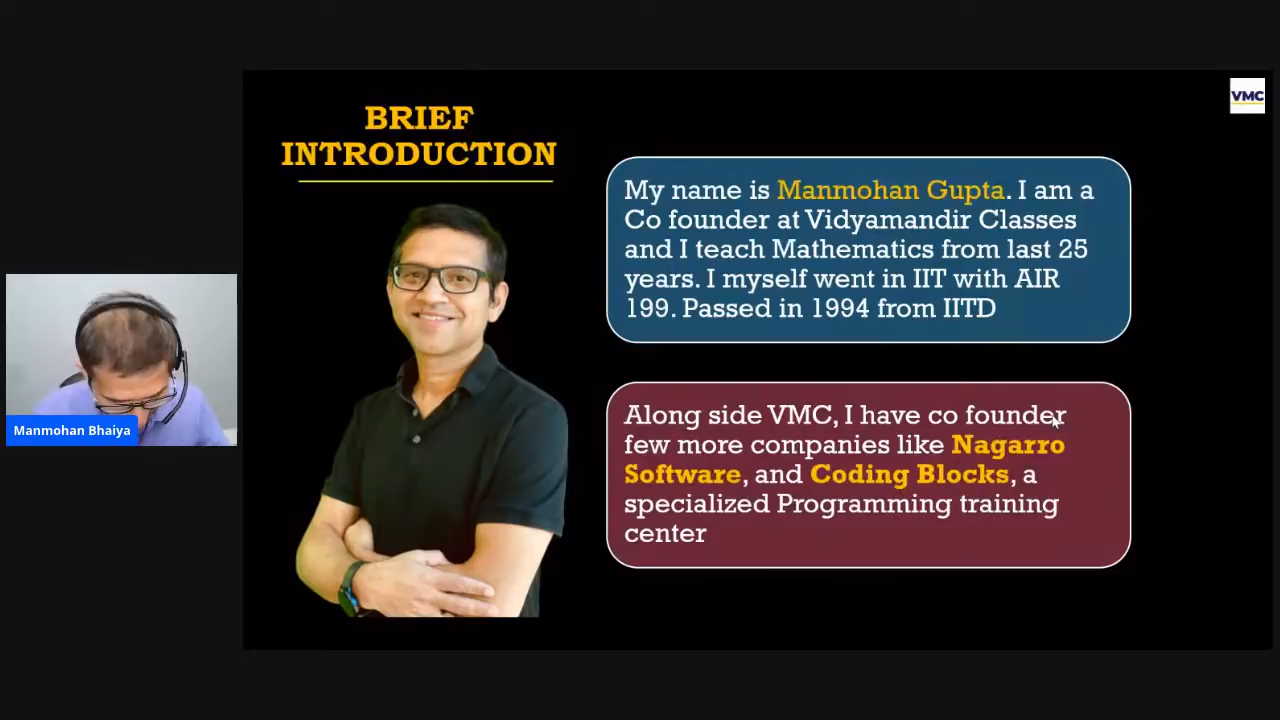 BRIEF
INTRODUCTION
VMC
My name is Manmohan Gupta. I am a
Co founder at Vidyamandir Classes
and I teach Mathematics from last 25
years. I myself went in IIT with AIR
199. Passed in 1994 from IITD
Along side VMC, I have co founder
few more companies like Nagarro
Software, and Coding Blocks, a
specialized Programming training
center
Manmohan Bhaiya